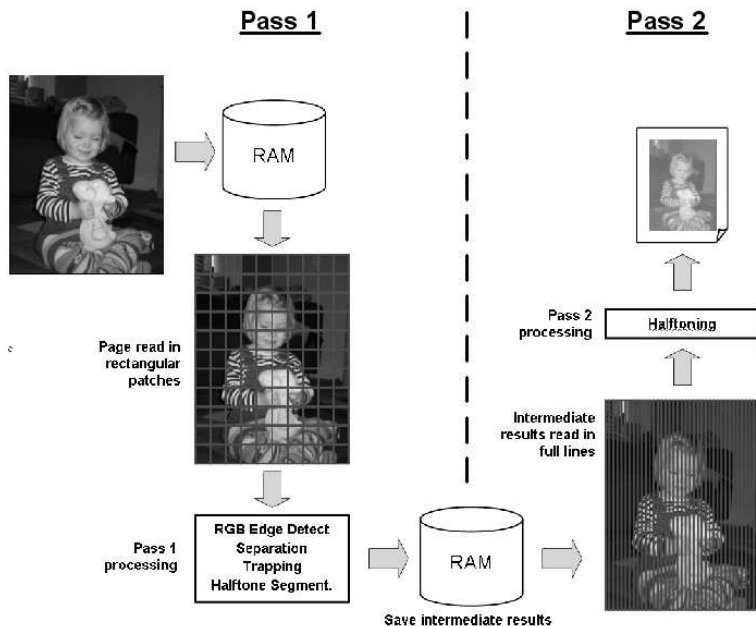 Pass 1
Pass 2
RAM
Page read in
rectangular
patches
Pass 1
processing
RGB Edge Detect
Separation
Trapping
Halftone Segment.
RAM
Save intermediate results
Intermediate
results read in
full lines
Pass 2
processing
Halftoning
c